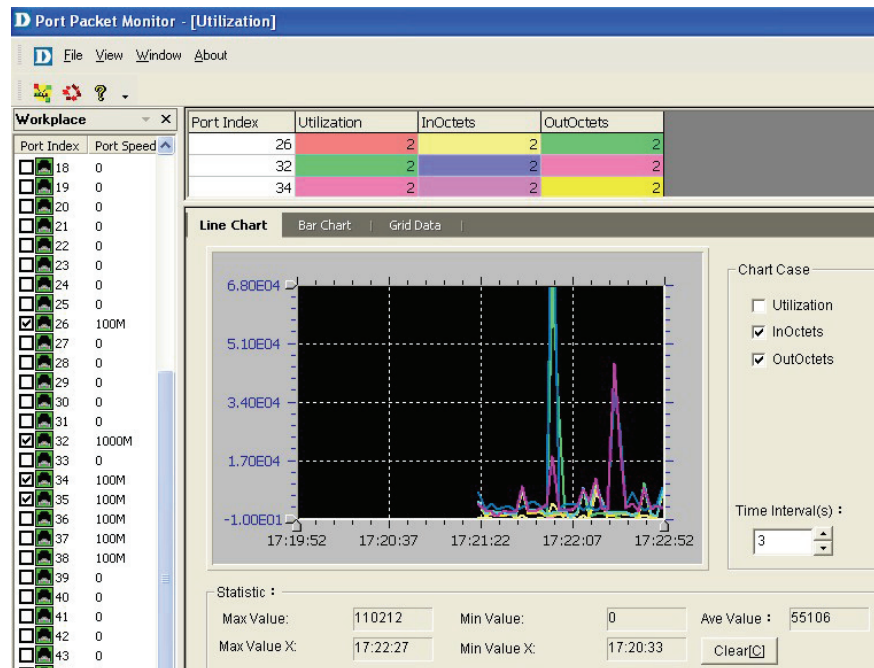 D Port Packet Monitor - [Utilization]
D File View Window About
?
Workplace
Port Index Port Speed
18 0
19 0
20 0
21 0
22 0
23 0
24 0
25 0
26 100M
27 0
28 0
29 0
30 0
31 0
32 1000M
33 0
34 100M
35 100M
36 100M
37 100M
38 100M
39 0
40 0
41 0
42 0
43 0
Port Index Utilization InOctets OutOctets
26 2 2 2
32 2 2 2
34 2 2 2
Line Chart Bar Chart | Grid Data |
6.80E04
5.10E04
3.40E04
1.70E04
-1.00E01
17:19:52 17:20:37 17:21:22 17:22:07 17:22:52
Chart Case
Utilization
InOctets
OutOctets
Time Interval(s) :
3
Statistic :
Max Value: 110212 Min Value: 0 Ave Value : 55106
Max Value X: 17:22:27 Min Value X: 17:20:33 Clear[C]